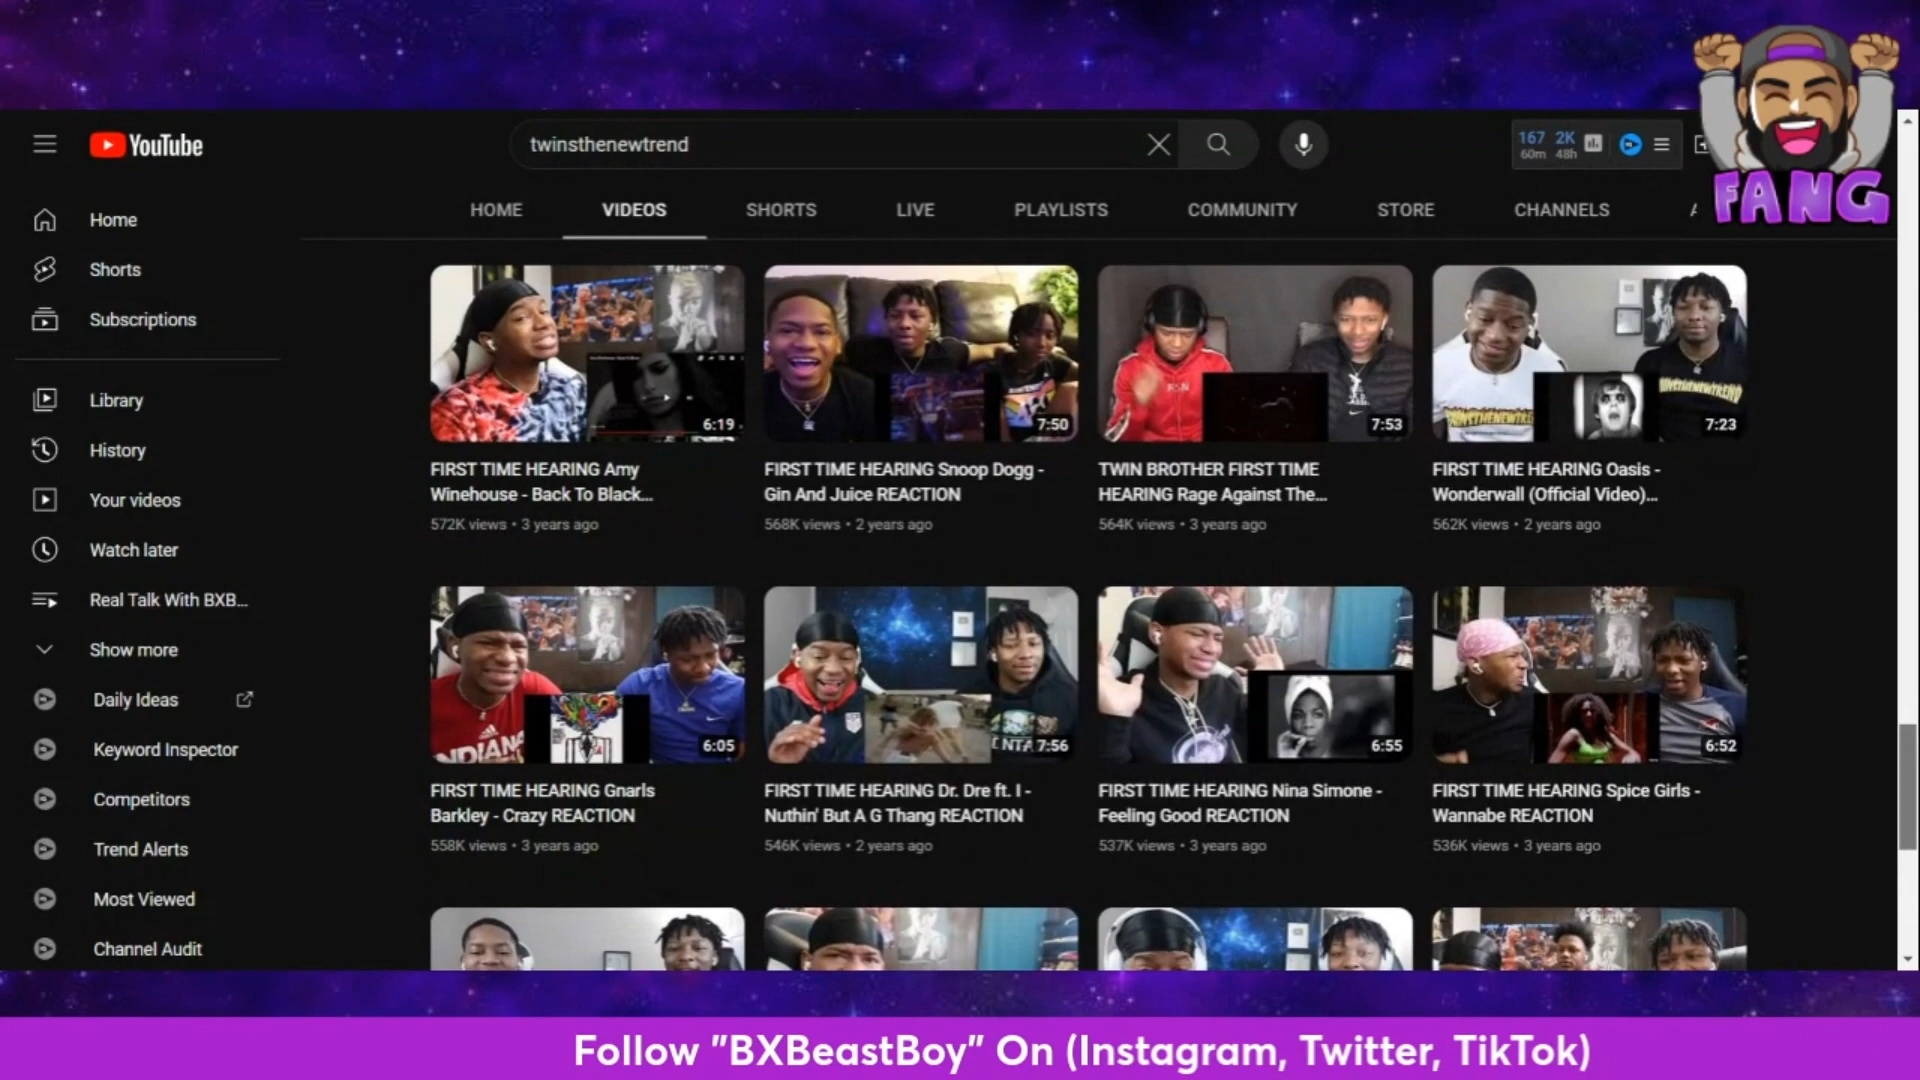 YouTube
twinsthenewtrend
167 2K
60m 48h
FANG
HOME VIDEOS SHORTS LIVE PLAYLISTS COMMUNITY STORE CHANNELS
Home
Shorts
Subscriptions
Library
History
Your videos
Watch later
Real Talk With BXB...
Show more
Daily Ideas
Keyword Inspector
Competitors
Trend Alerts
Most Viewed
Channel Audit
6:19
7:50
7:53
7:23
FIRST TIME HEARING Amy
Winehouse - Back To Black...
572K views • 3 years ago
FIRST TIME HEARING Snoop Dogg -
Gin And Juice REACTION
568K views • 2 years ago
TWIN BROTHER FIRST TIME
HEARING Rage Against The...
564K views • 3 years ago
FIRST TIME HEARING Oasis -
Wonderwall (Official Video)...
562K views • 2 years ago
6:05
7:56
6:55
6:52
FIRST TIME HEARING Gnarls
Barkley - Crazy REACTION
558K views • 3 years ago
FIRST TIME HEARING Dr. Dre ft. I -
Nuthin' But A G Thang REACTION
546K views • 2 years ago
FIRST TIME HEARING Nina Simone -
Feeling Good REACTION
537K views • 3 years ago
FIRST TIME HEARING Spice Girls -
Wannabe REACTION
536K views • 3 years ago
Follow "BXBeastBoy" On (Instagram, Twitter, TikTok)